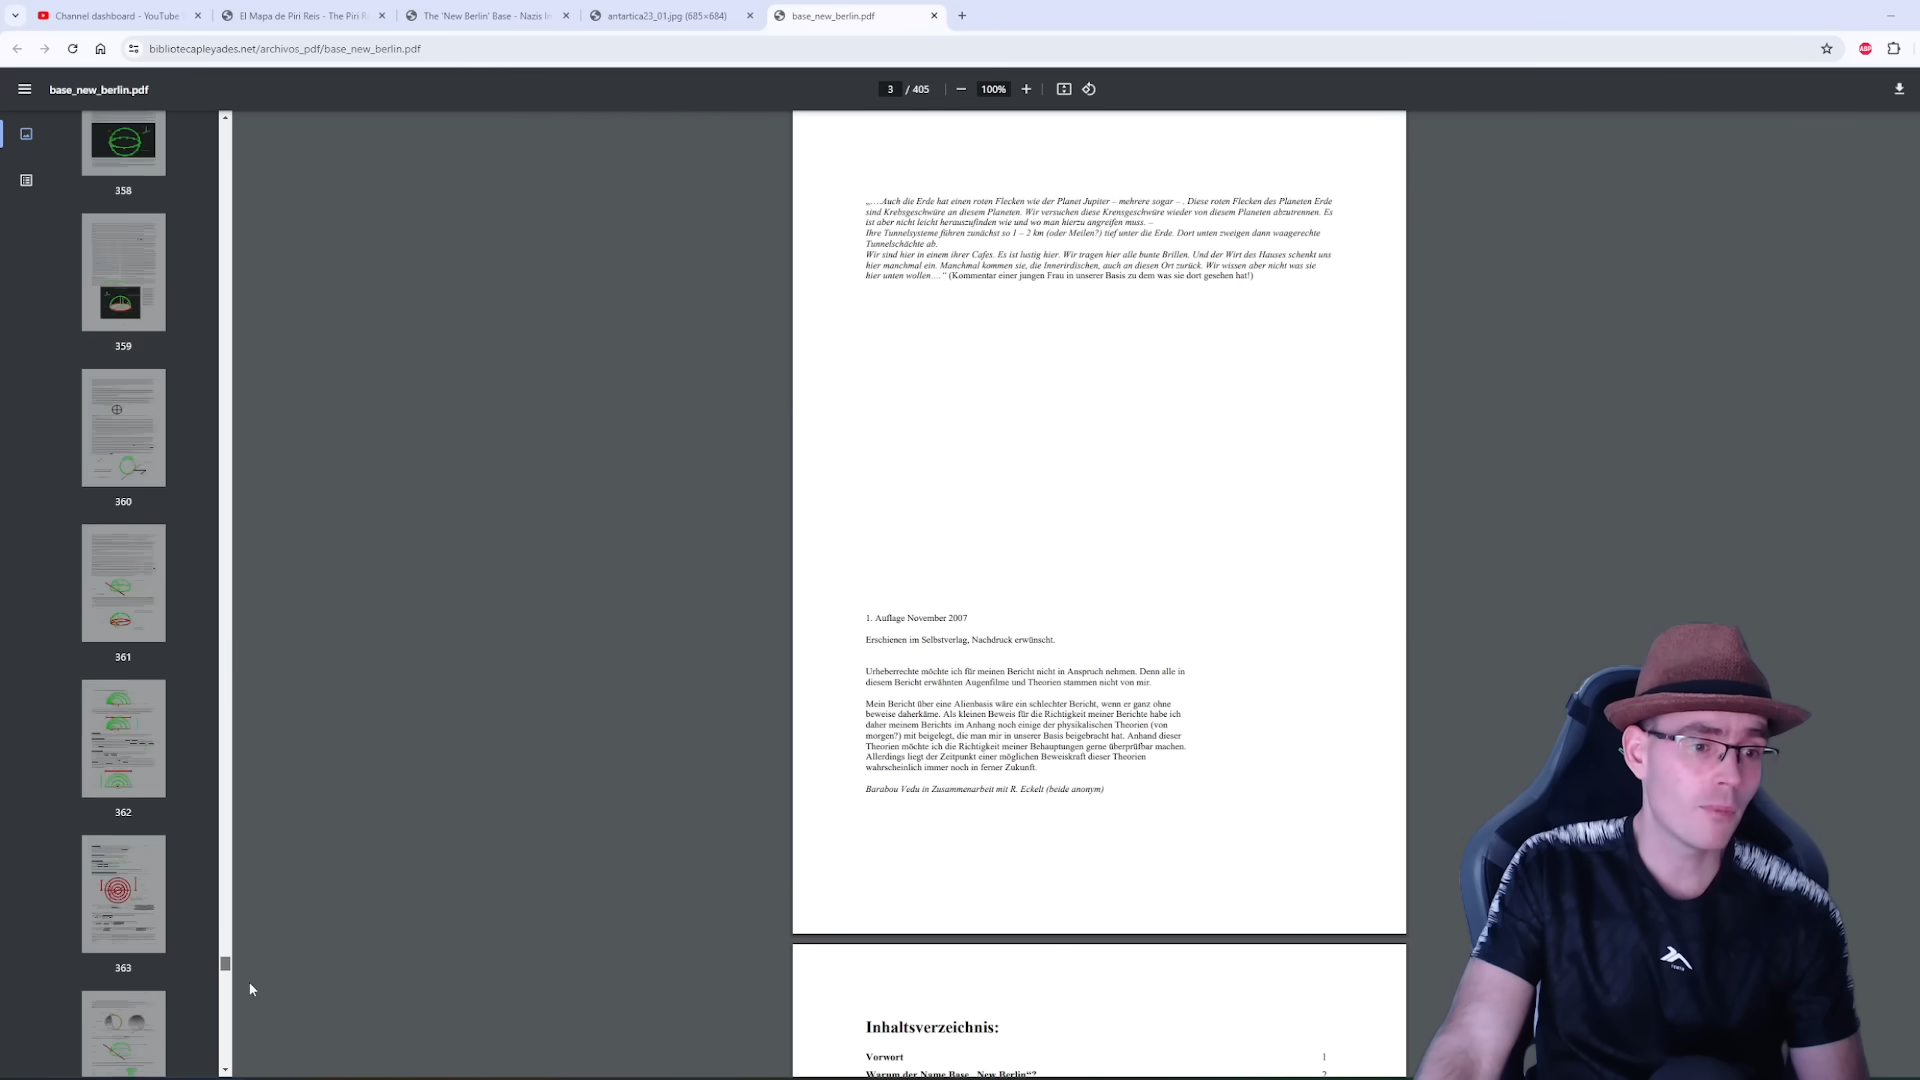 Channel dashboard - YouTube
El Mapa de Piri Reis - The Piri R
The 'New Berlin' Base - Nazis In
antartica23_01.jpg (685×684)
base_new_berlin.pdf
bibliotecapleyades.net/archivos_pdf/base_new_berlin.pdf
ABP
base_new_berlin.pdf
3 / 405
100%
358
359
360
361
362
363
„….Auch die Erde hat einen roten Flecken wie der Planet Jupiter – mehrere sogar – . Diese roten Flecken des Planeten Erde
sind Krebsgeschwüre an diesem Planeten. Wir versuchen diese Krensgeschwüre wieder von diesem Planeten abzutrennen. Es
ist aber nicht leicht herauszufinden wie und wo man hierzu angreifen muss. –
Ihre Tunnelsysteme führen zunächst so 1 – 2 km (oder Meilen?) tief unter die Erde. Dort unten zweigen dann waagerechte
Tunnelschächte ab.
Wir sind hier in einem ihrer Cafes. Es ist lustig hier. Wir tragen hier alle bunte Brillen. Und der Wirt des Hauses schenkt uns
hier manchmal ein. Manchmal kommen sie, die Innerirdischen, auch an diesen Ort zurück. Wir wissen aber nicht was sie
hier unten wollen….“ (Kommentar einer jungen Frau in unserer Basis zu dem was sie dort gesehen hat!)
1. Auflage November 2007
Erschienen im Selbstverlag, Nachdruck erwünscht.
Urheberrechte möchte ich für meinen Bericht nicht in Anspruch nehmen. Denn alle in
diesem Bericht erwähnten Augenfilme und Theorien stammen nicht von mir.
Mein Bericht über eine Alienbasis wäre ein schlechter Bericht, wenn er ganz ohne
beweise daherkäme. Als kleinen Beweis für die Richtigkeit meiner Berichte habe ich
daher meinem Berichts im Anhang noch einige der physikalischen Theorien (von
morgen?) mit beigelegt, die man mir in unserer Basis beigebracht hat. Anhand dieser
Theorien möchte ich die Richtigkeit meiner Behauptungen gerne überprüfbar machen.
Allerdings liegt der Zeitpunkt einer möglichen Beweiskraft dieser Theorien
wahrscheinlich immer noch in ferner Zukunft.
Barabou Vedu in Zusammenarbeit mit R. Eckelt (beide anonym)
Inhaltsverzeichnis:
Vorwort 1
Warum der Name Base „New Berlin“? 2